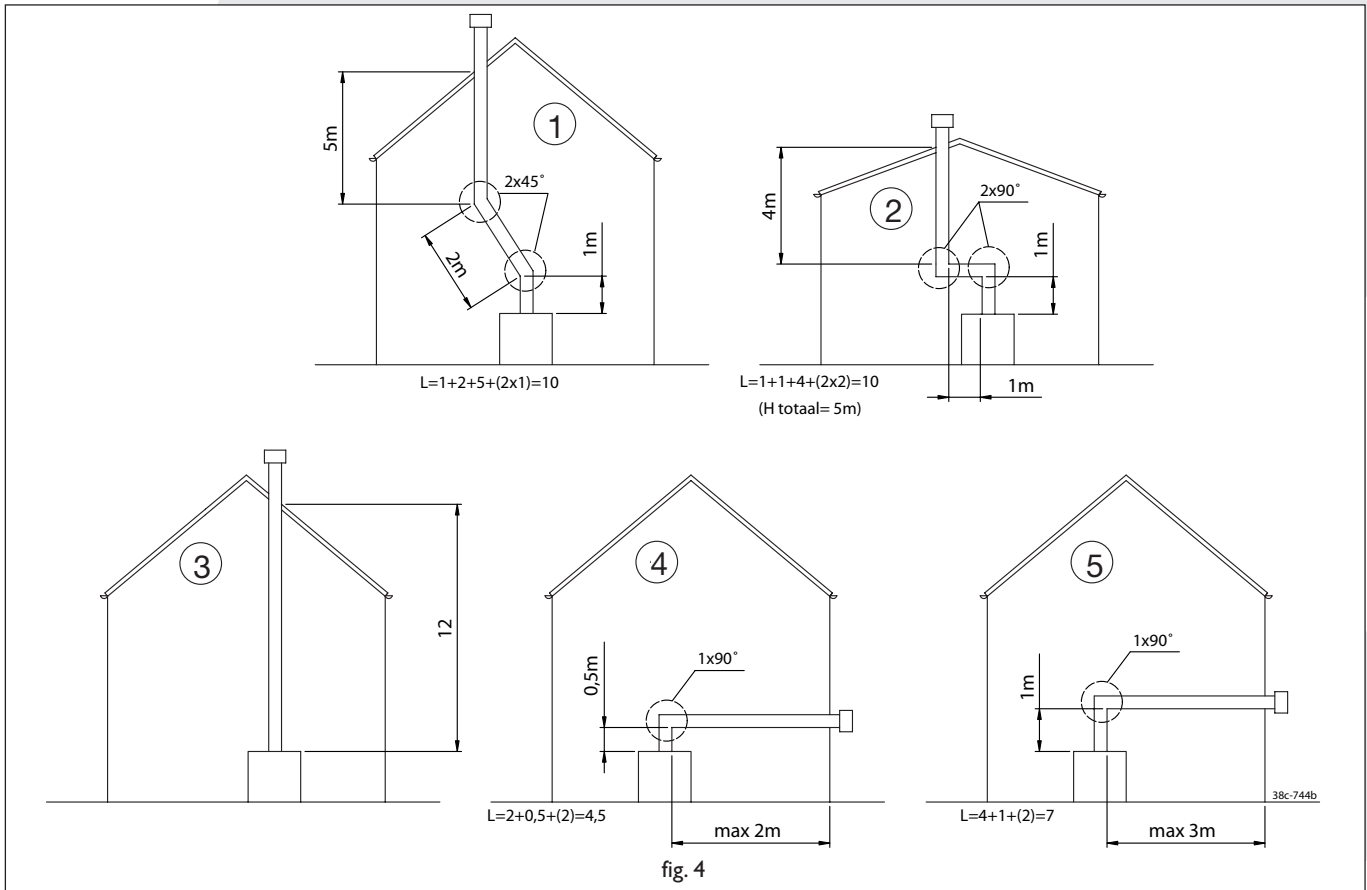 5m
1
2x45°
2m
1m
L=1+2+5+(2x1)=10
4m
2
2x90°
1m
L=1+1+4+(2x2)=10
(H totaal= 5m)
1m
3
12
4
1x90°
0,5m
L=2+0,5+(2)=4,5
max 2m
5
1x90°
1m
38c-744b
L=4+1+(2)=7
max 3m
fig. 4